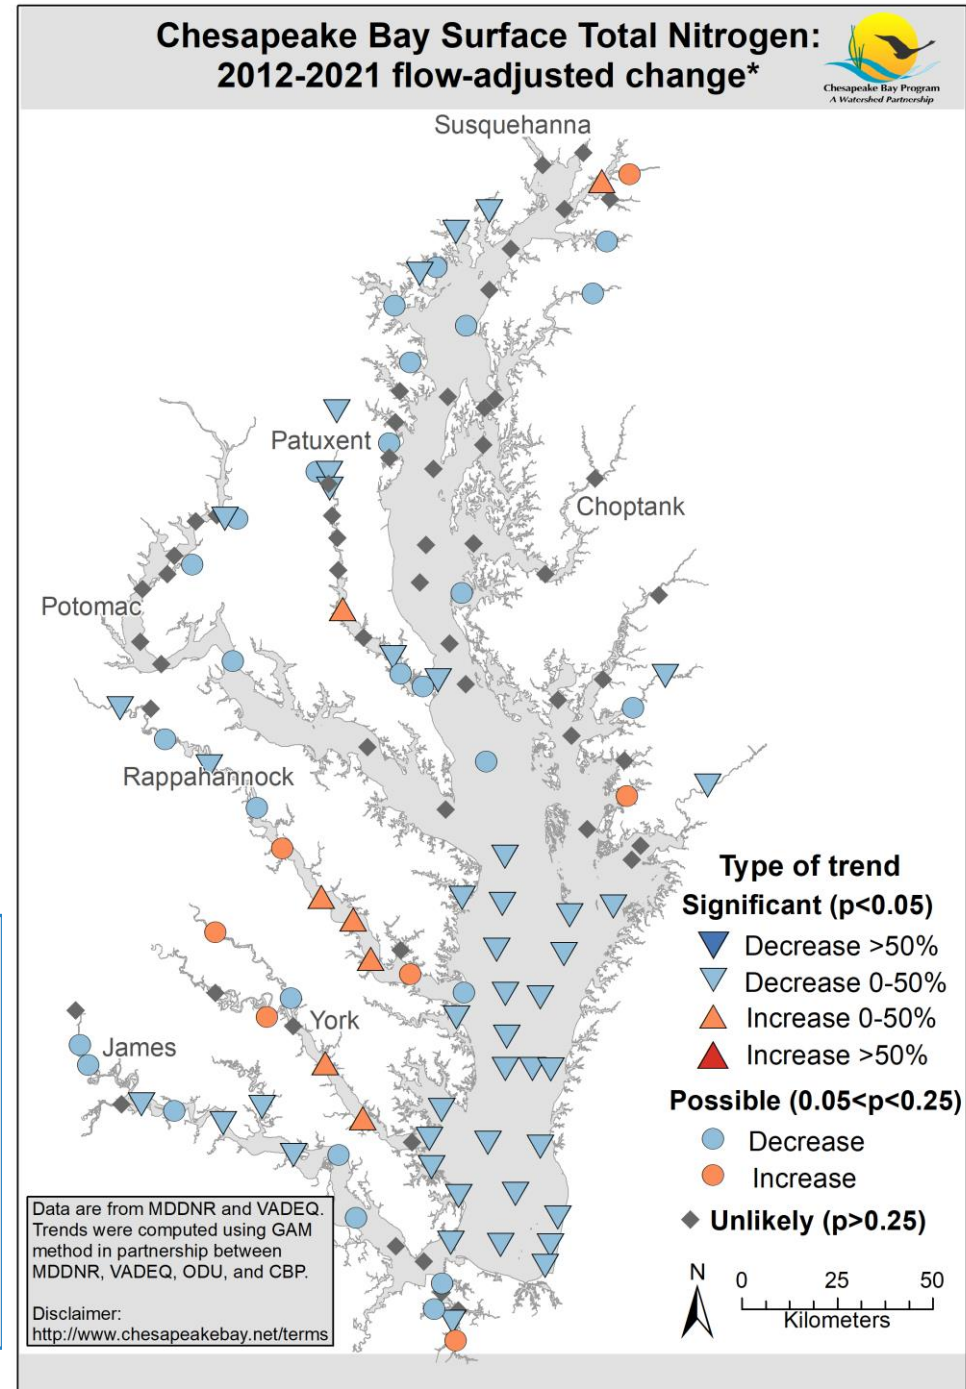 Chesapeake Bay Surface Total Nitrogen:
2012-2021 flow-adjusted change*
Chesapeake Bay Program
A Watershed Partnership
Susquehanna
Patuxent
Choptank
Potomac
Rappahannock
York
James
Type of trend
Significant (p<0.05)
Decrease >50%
Decrease 0-50%
Increase 0-50%
Increase >50%
Possible (0.05<p<0.25)
Decrease
Increase
Unlikely (p>0.25)
N
0 25 50
Kilometers
Data are from MDDNR and VADEQ.
Trends were computed using GAM
method in partnership between
MDDNR, VADEQ, ODU, and CBP.
Disclaimer:
http://www.chesapeakebay.net/terms